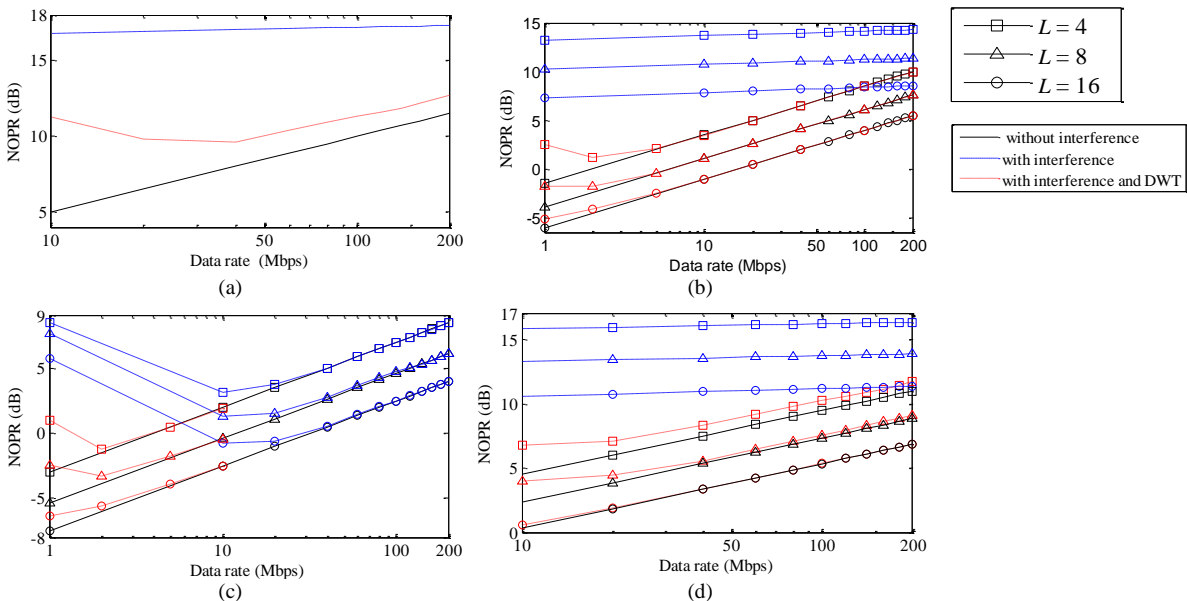 18
15
10
5
NOPR (dB)
10
50
100
200
Data rate (Mbps)
(a)
15
10
5
0
-5
NOPR (dB)
1
10
50
100
200
Data rate (Mbps)
(b)
L = 4
L = 8
L = 16
without interference
with interference
with interference and DWT
9
5
0
-5
-8
NOPR (dB)
1
10
100
200
Data rate (Mbps)
(c)
17
15
10
5
0
NOPR (dB)
10
50
100
200
Data rate (Mbps)
(d)